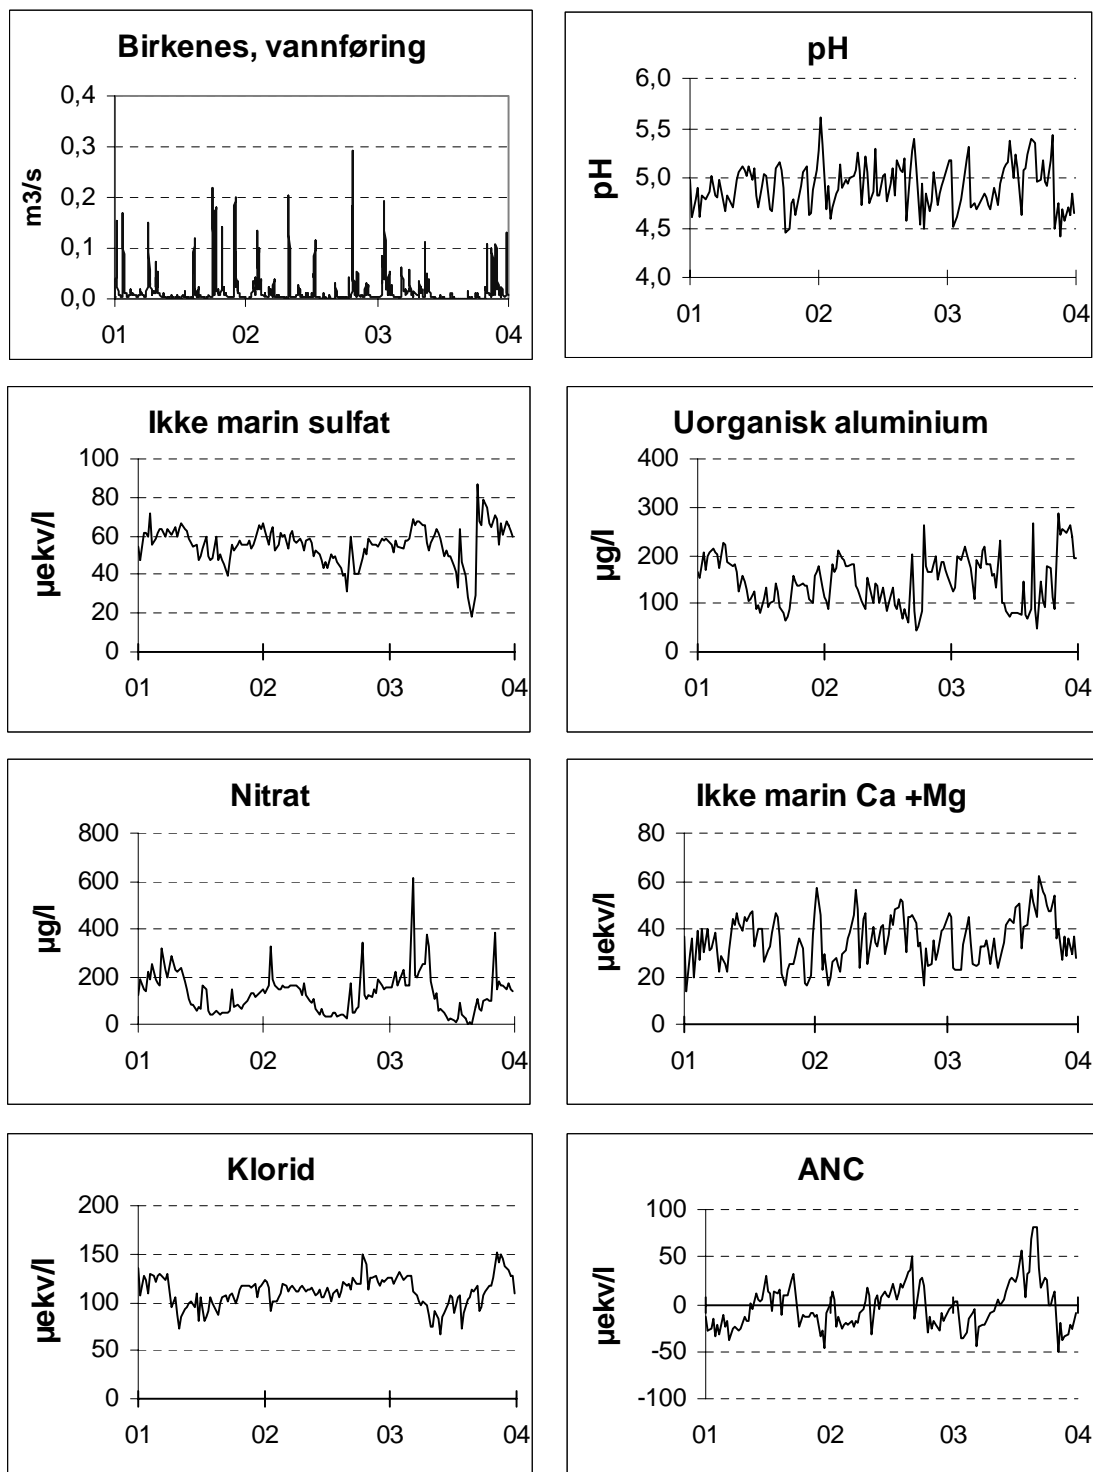 Birkenes, vannføring
0,4
0,3
0,2
0,1
0,0
m3/s
01 02 03 04
pH
6,0
5,5
5,0
4,5
4,0
pH
01 02 03 04
Ikke marin sulfat
100
80
60
40
20
0
µekv/l
01 02 03 04
Uorganisk aluminium
400
300
200
100
0
µg/l
01 02 03 04
Nitrat
800
600
400
200
0
µg/l
01 02 03 04
Ikke marin Ca +Mg
80
60
40
20
0
µekv/l
01 02 03 04
Klorid
200
150
100
50
0
µekv/l
01 02 03 04
ANC
100
50
0
-50
-100
µekv/l
01 02 03 04